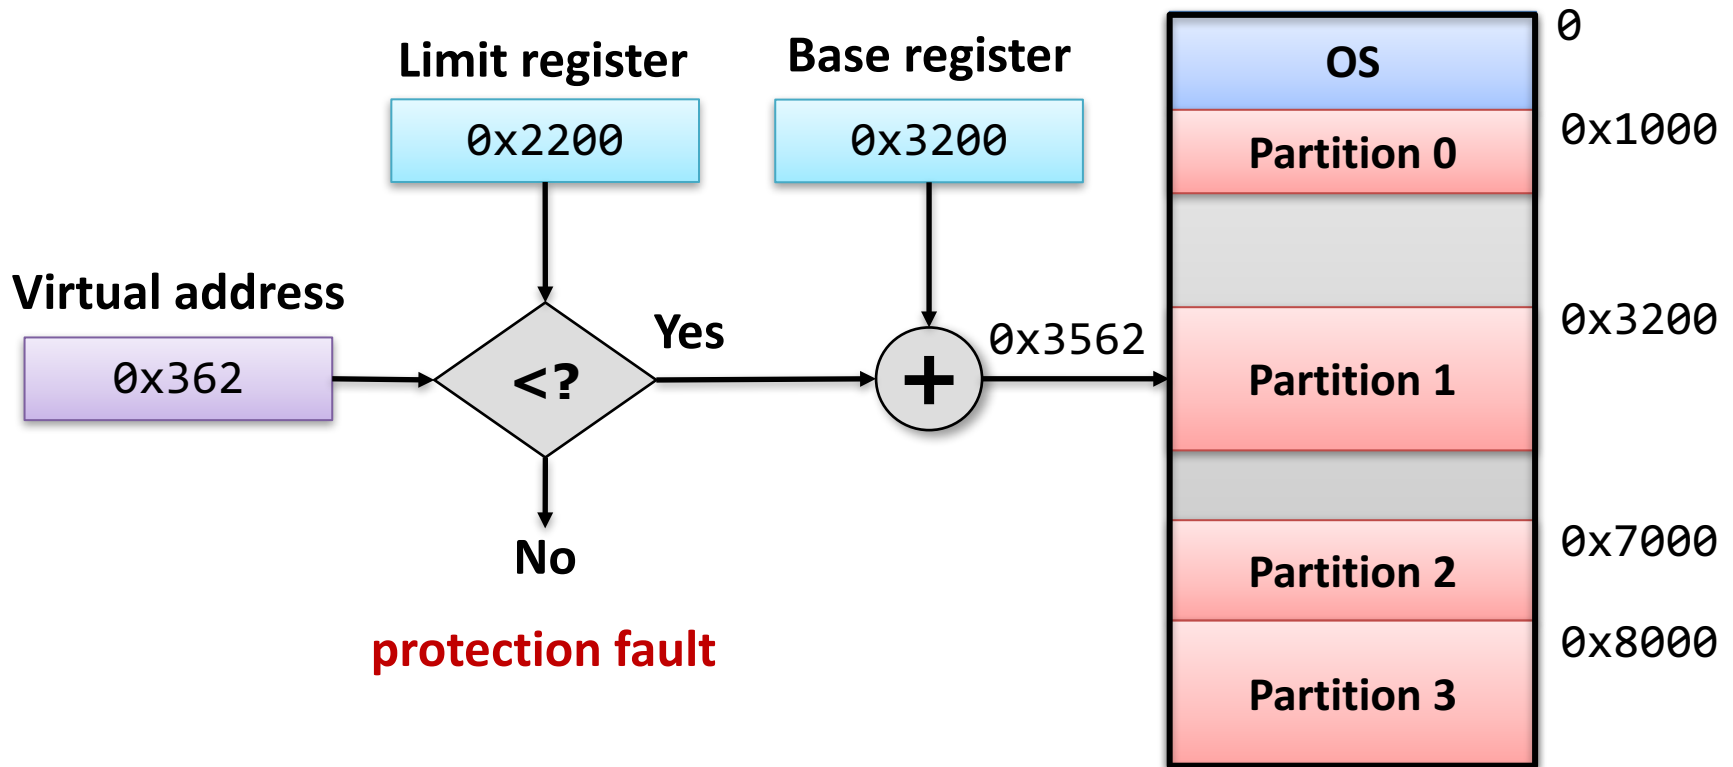 Limit register
0x2200
Base register
0x3200
Virtual address
0x362
<?
Yes
No
protection fault
+
0x3562
OS
Partition 0
Partition 1
Partition 2
Partition 3
0
0x1000
0x3200
0x7000
0x8000